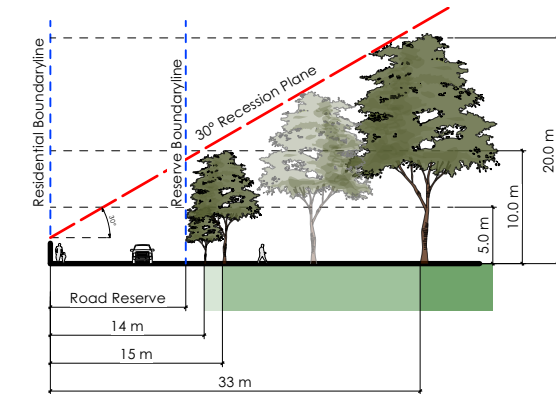 Residential Boundaryline
Reserve Boundaryline
30° Recession Plane
30°
20.0 m
10.0 m
5.0 m
Road Reserve
14 m
15 m
33 m